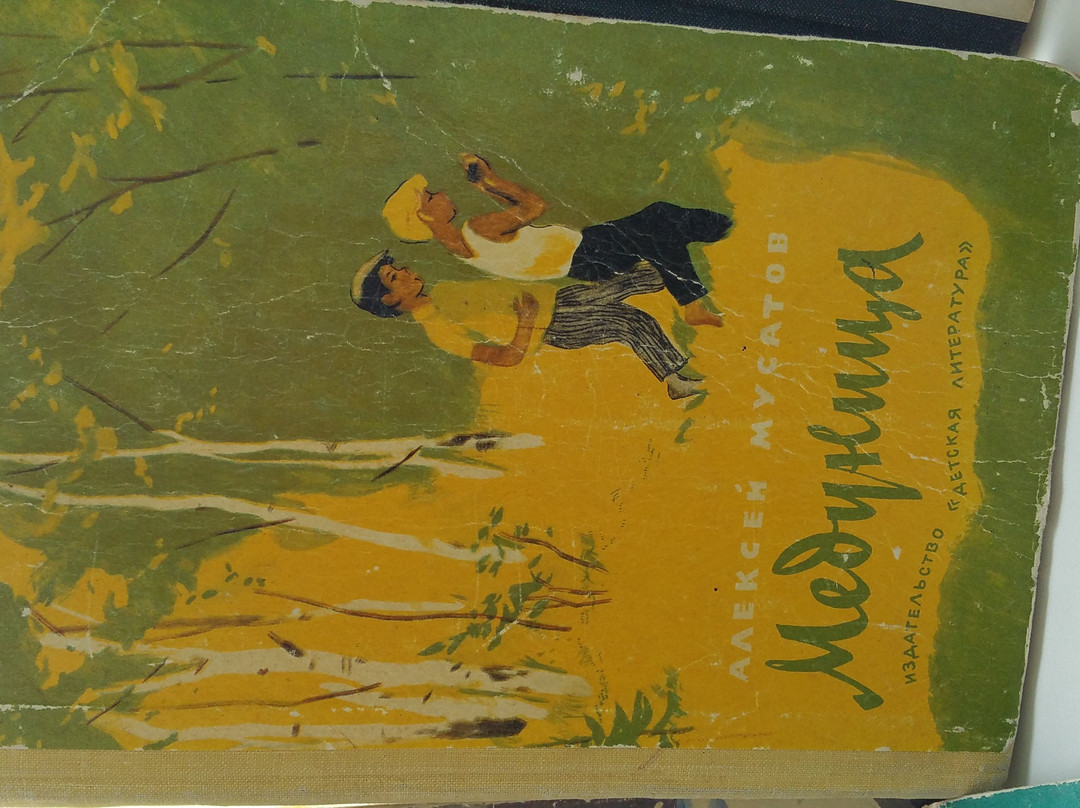 АЛЕКСЕЙ МУСАТОВ
Медуница
ИЗДАТЕЛЬСТВО «ДЕТСКАЯ ЛИТЕРАТУРА»